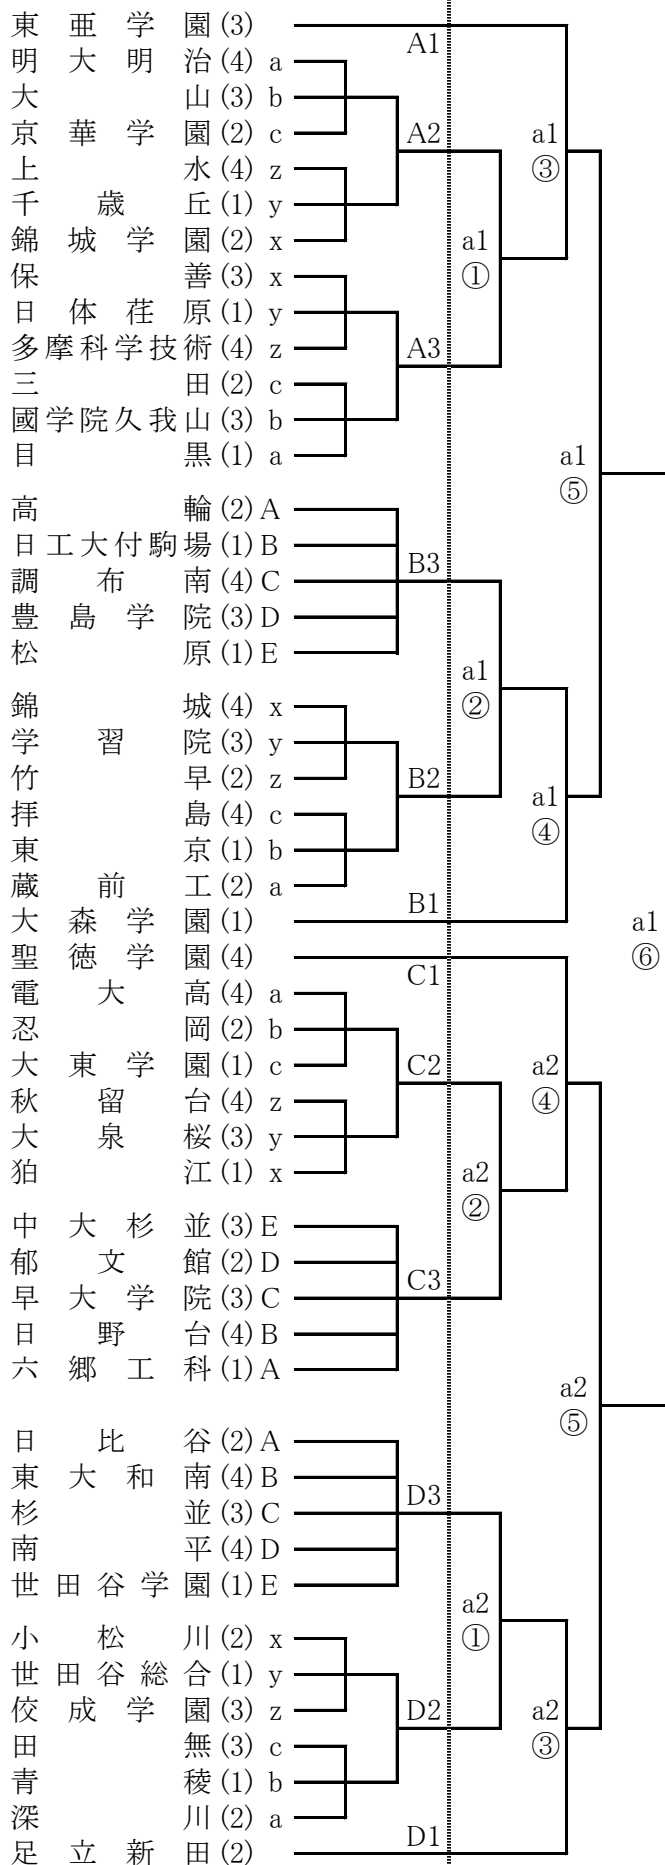 東亜学園(3)
A1
明大明治(4) a
大山(3) b
京華学園(2) c
A2
a1
③
上水(4) z
千歳丘(1) y
錦城学園(2) x
a1
①
保善(3) x
日体荏原(1) y
多摩科学技術(4) z
A3
三田(2) c
國学院久我山(3) b
目黒(1) a
a1
⑤
高輪(2) A
日工大付駒場(1) B
調布南(4) C
B3
豊島学院(3) D
松原(1) E
a1
②
錦城(4) x
学習院(3) y
竹早(2) z
B2
a1
④
拝島(4) c
東京(1) b
蔵前工(2) a
大森学園(1)
B1
a1
⑥
聖徳学園(4)
C1
電大高(4) a
忍岡(2) b
大東学園(1) c
C2
a2
④
秋留台(4) z
大泉桜(3) y
狛江(1) x
a2
②
中大杉並(3) E
郁文館(2) D
早大学院(3) C
C3
日野台(4) B
六郷工科(1) A
a2
⑤
日比谷(2) A
東大和南(4) B
杉並(3) C
D3
南平(4) D
世田谷学園(1) E
a2
①
小松川(2) x
世田谷総合(1) y
佼成学園(3) z
D2
a2
③
田無(3) c
青稜(1) b
深川(2) a
足立新田(2)
D1